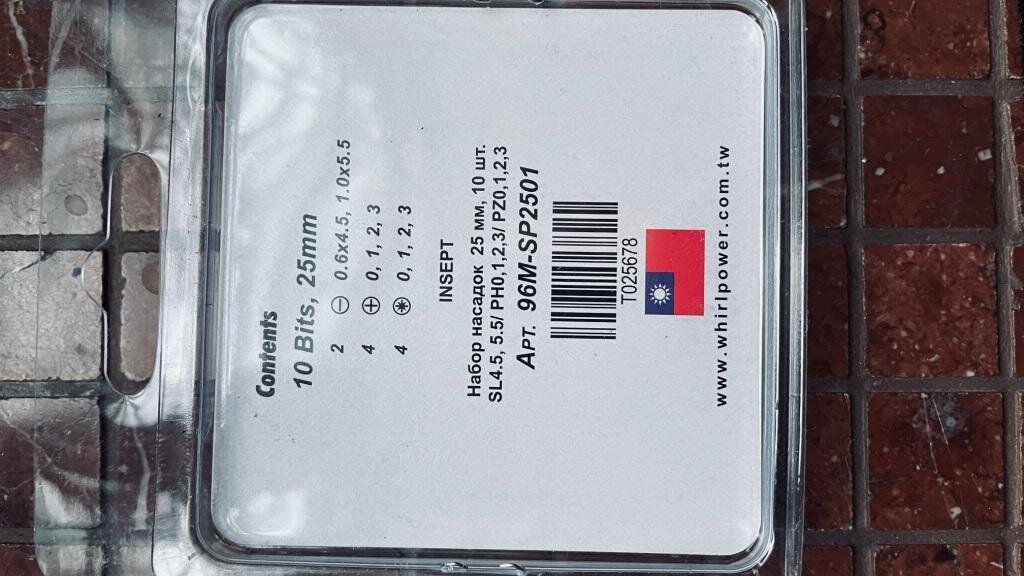 Contents
10 Bits, 25mm
2 ⊖ 0.6x4.5, 1.0x5.5
4 ⊕ 0, 1, 2, 3
4 0, 1, 2, 3
INSEPT
Набор насадок 25 мм, 10 шт.
SL4.5, 5.5/ PH0,1,2,3/ PZ0,1,2,3
АРТ. 96M-SP2501
T025678
www.whirlpower.com.tw